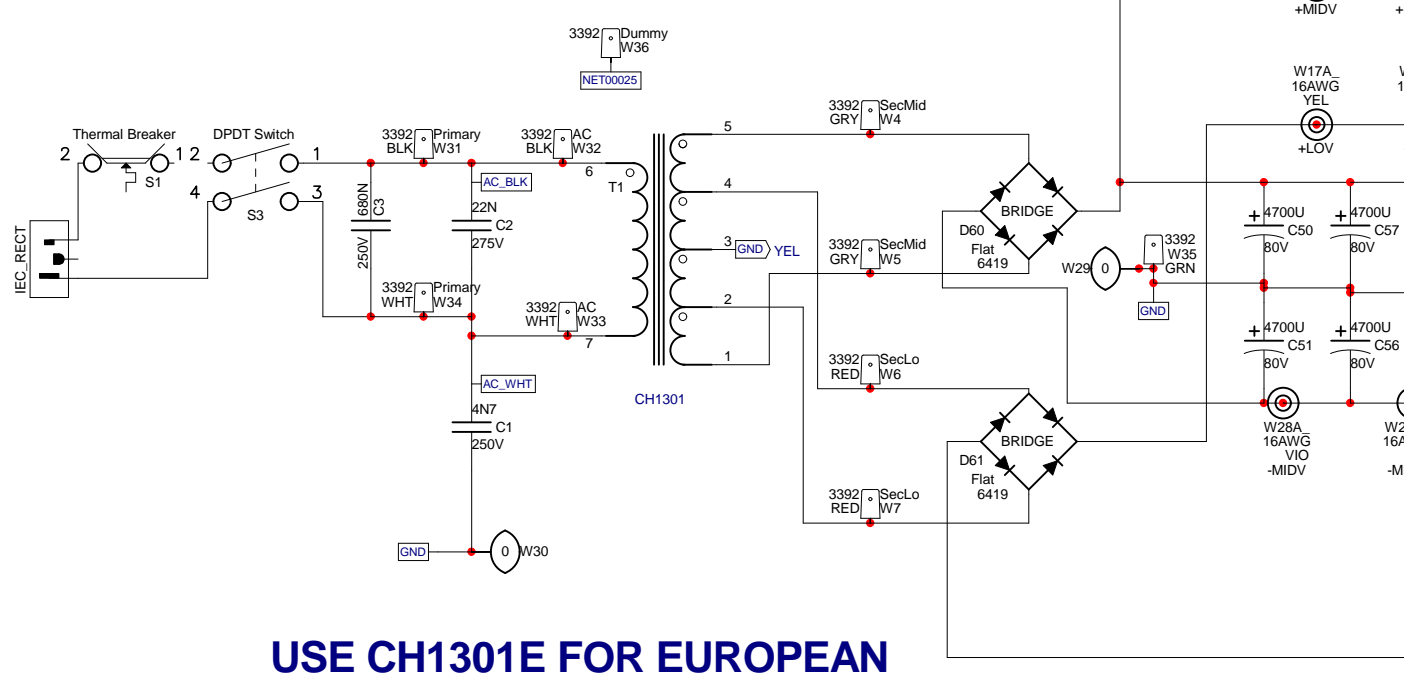 +MIDV
+
3392 Dummy
W36
NET00025
W17A_
16AWG
YEL
+LOV
W
1
Thermal Breaker
2
1
S1
DPDT Switch
2
1
4
3
S3
IEC_RECT
3392 Primary
BLK W31
3392 AC
BLK W32
6
T1
AC_BLK
680N
C3
250V
22N
C2
275V
3392 Primary
WHT W34
3392 AC
WHT W33
7
AC_WHT
4N7
C1
250V
GND
0
W30
CH1301
5
4
3
GND
YEL
2
1
3392 SecMid
GRY W4
3392 SecMid
GRY W5
3392 SecLo
RED W6
3392 SecLo
RED W7
BRIDGE
D60
Flat
6419
BRIDGE
D61
Flat
6419
W29
0
3392
W35
GRN
GND
+ 4700U
C50
80V
+ 4700U
C57
80V
+ 4700U
C51
80V
+ 4700U
C56
80V
W28A_
16AWG
VIO
-MIDV
W2
16A
-M
USE CH1301E FOR EUROPEAN